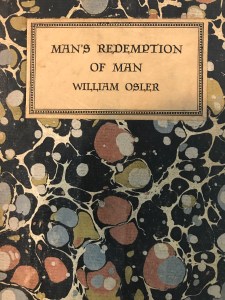 MAN'S REDEMPTION
OF MAN
WILLIAM OSLER